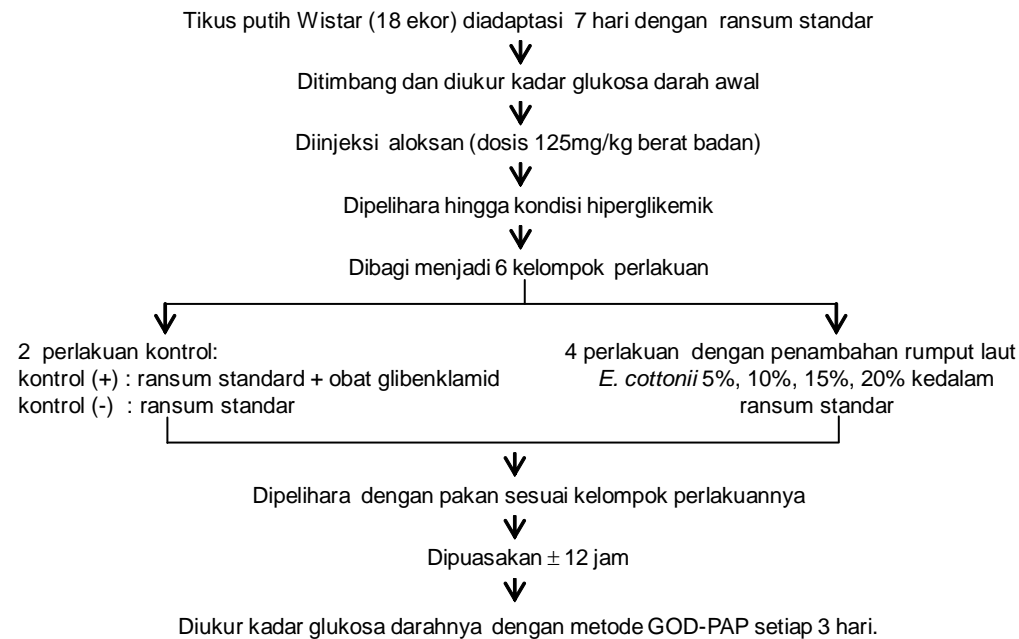 Tikus putih Wistar (18 ekor) diadaptasi 7 hari dengan ransum standar
Ditimbang dan diukur kadar glukosa darah awal
Diinjeksi aloksan (dosis 125mg/kg berat badan)
Dipelihara hingga kondisi hiperglikemik
Dibagi menjadi 6 kelompok perlakuan
2 perlakuan kontrol:
kontrol (+) : ransum standard + obat glibenklamid
kontrol (-) : ransum standar
4 perlakuan dengan penambahan rumput laut
E. cottonii 5%, 10%, 15%, 20% kedalam
ransum standar
Dipelihara dengan pakan sesuai kelompok perlakuannya
Dipuasakan ± 12 jam
Diukur kadar glukosa darahnya dengan metode GOD-PAP setiap 3 hari.